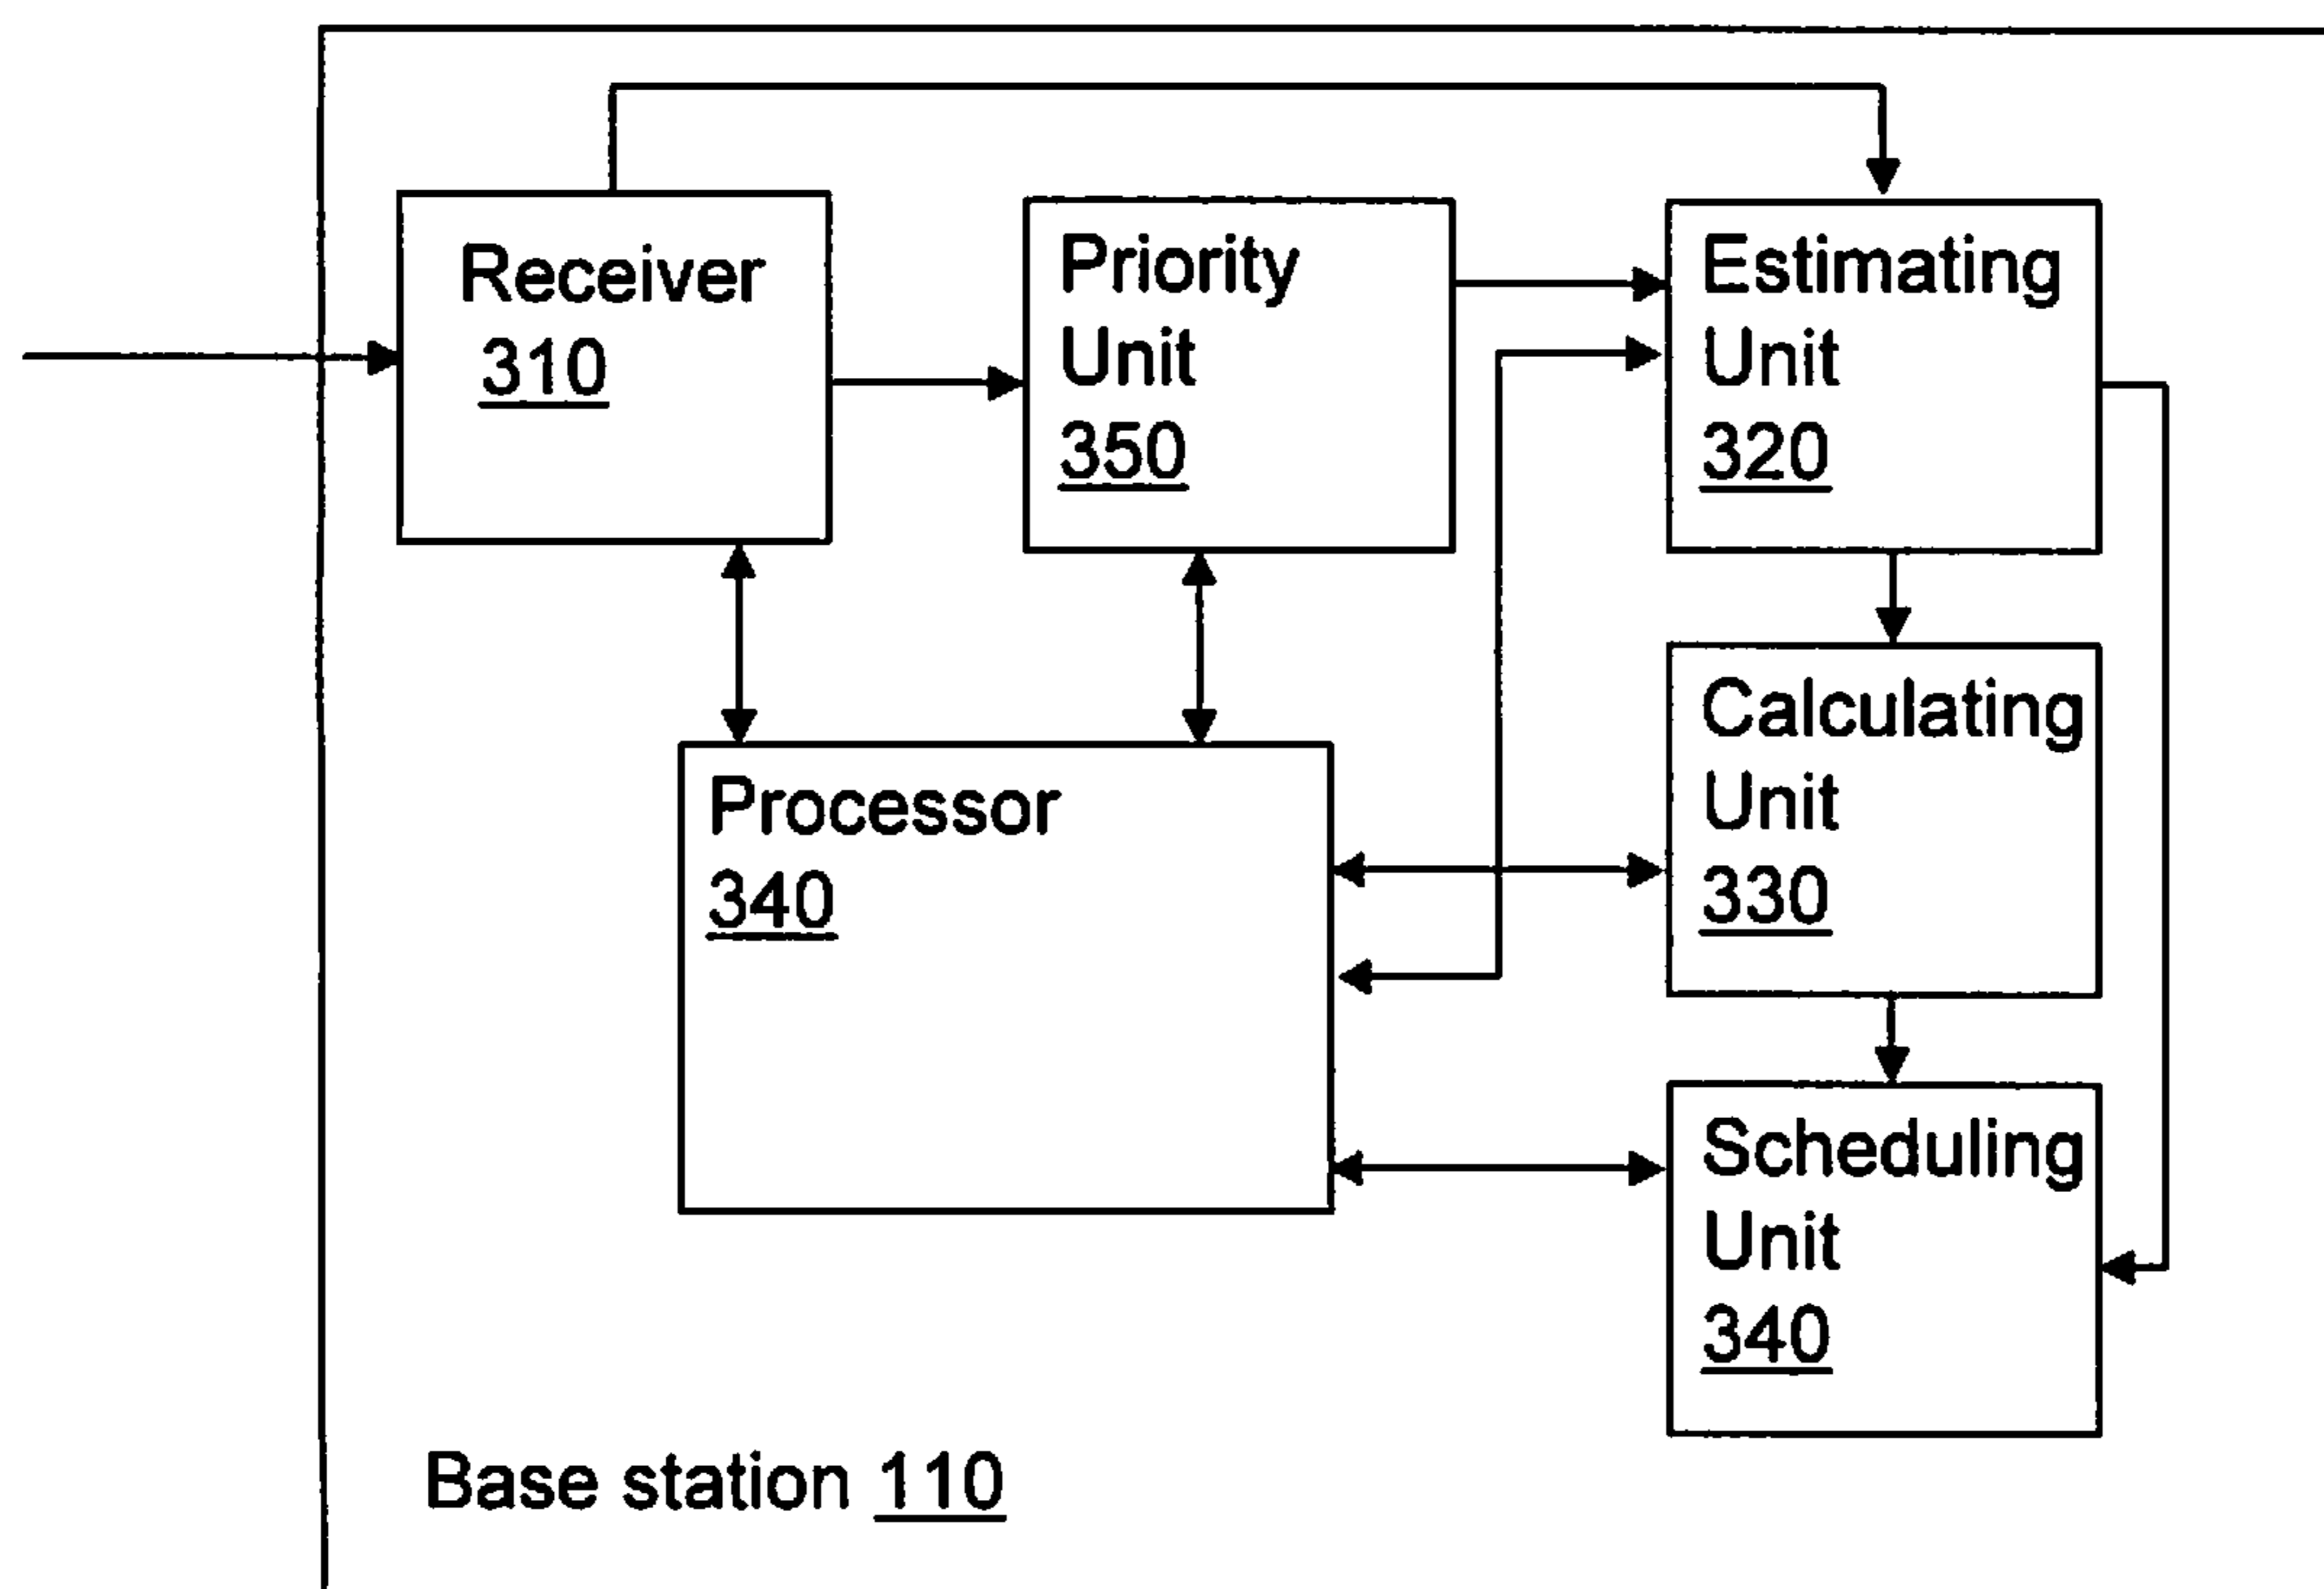 Receiver
310
Priority
Unit
350
Estimating
Unit
320
Processor
340
Calculating
Unit
330
Scheduling
Unit
340
Base station 110